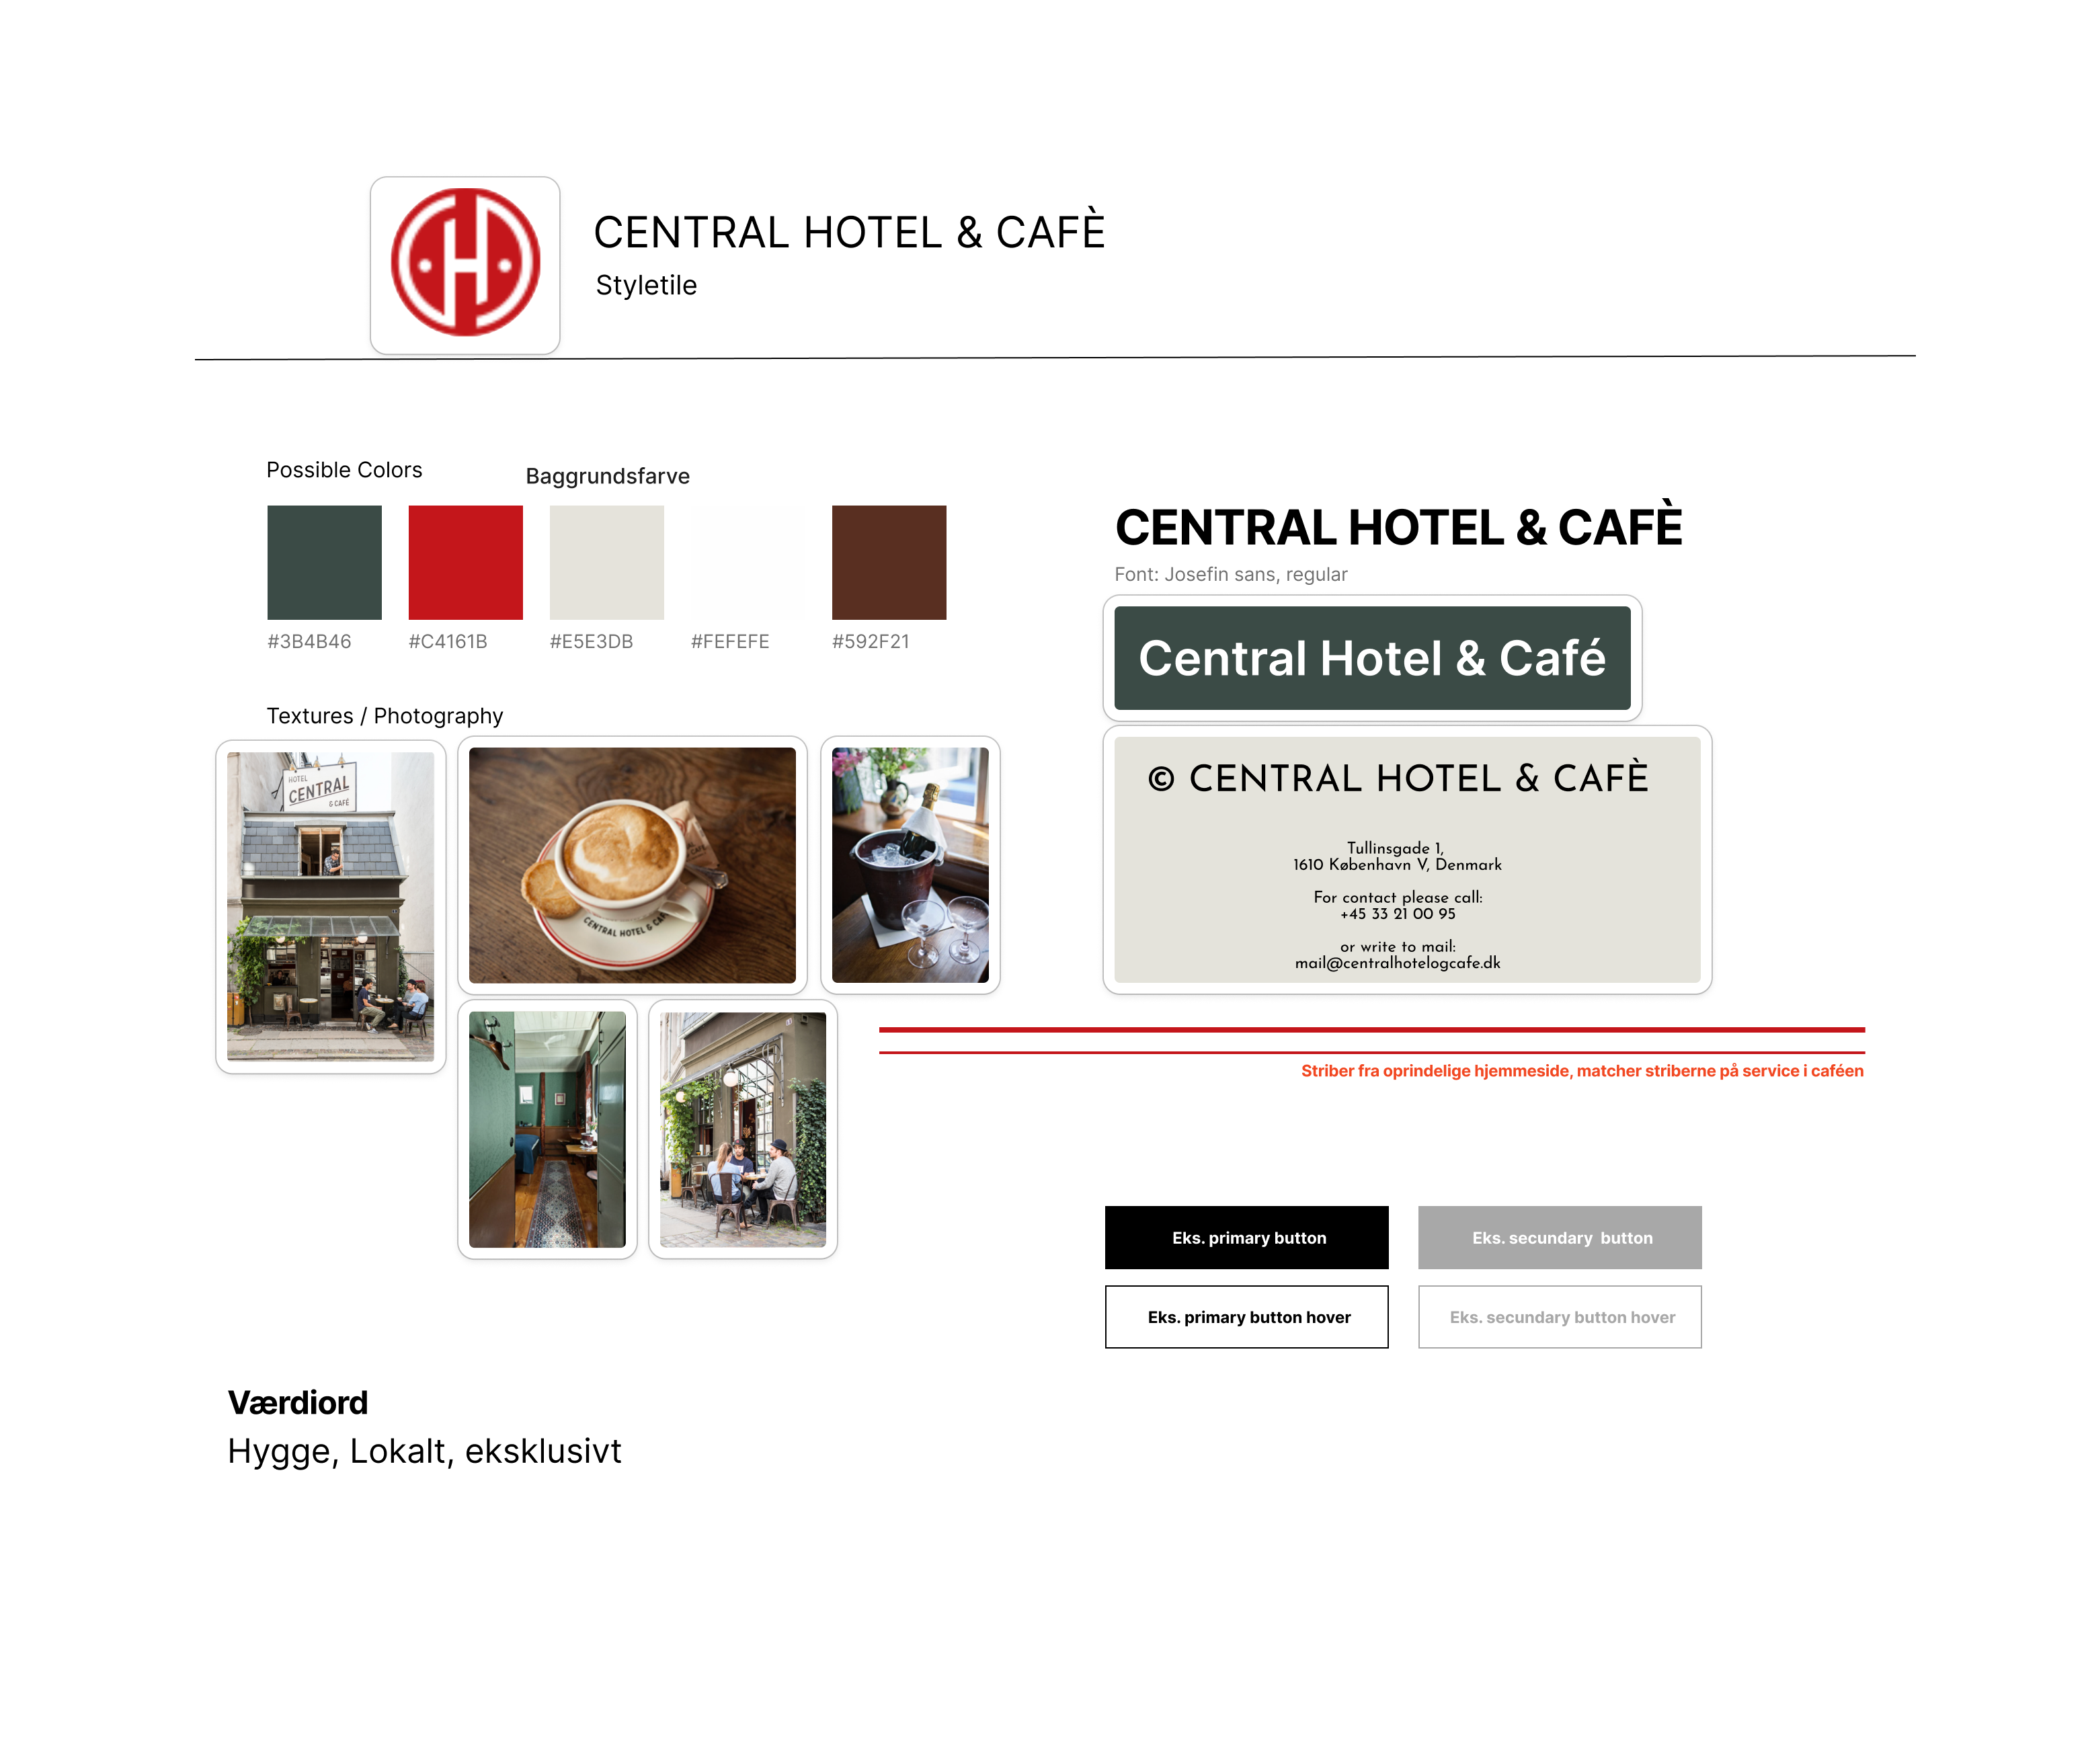 CENTRAL HOTEL & CAFÈ
Styletile
Possible Colors
Baggrundsfarve
#3B4B46
#C4161B
#E5E3DB
#FEFEFE
#592F21
Textures / Photography
HOTEL
CENTRAL
& CAFÉ
CENTRAL HOTEL & CAF
CENTRAL HOTEL & CAFÈ
Font: Josefin sans, regular
Central Hotel & Café
© CENTRAL HOTEL & CAFÈ
Tullinsgade 1,
1610 København V, Denmark
For contact please call:
+45 33 21 00 95
or write to mail:
mail@centralhotelogcafe.dk
Striber fra oprindelige hjemmeside, matcher striberne på service i caféen
Eks. primary button
Eks. secundary  button
Eks. primary button hover
Eks. secundary button hover
Værdiord
Hygge, Lokalt, eksklusivt